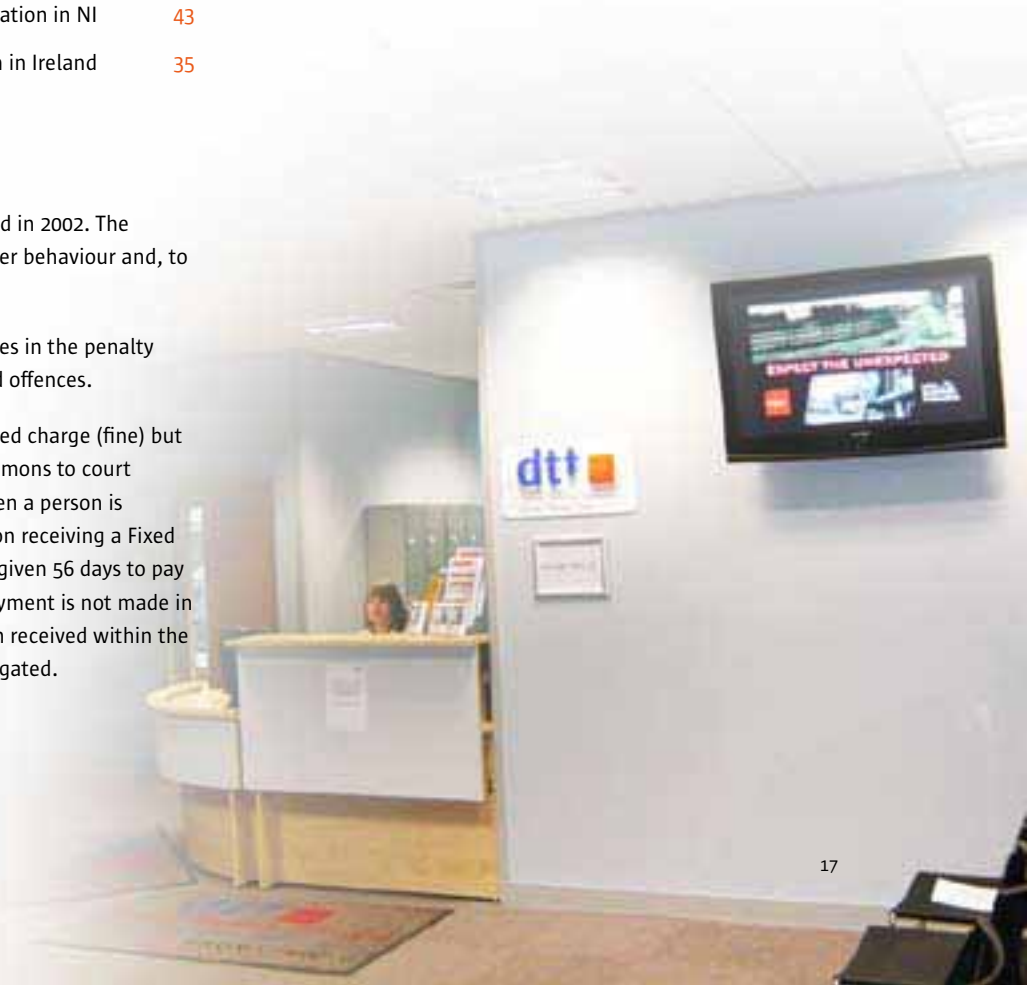 ation in NI 43
in Ireland 35
d in 2002. The
er behaviour and, to
es in the penalty
d offences.
ed charge (fine) but
mons to court
en a person is
on receiving a Fixed
given 56 days to pay
yment is not made in
n received within the
gated.
EXPECT THE UNEXPECTED
dtt
17